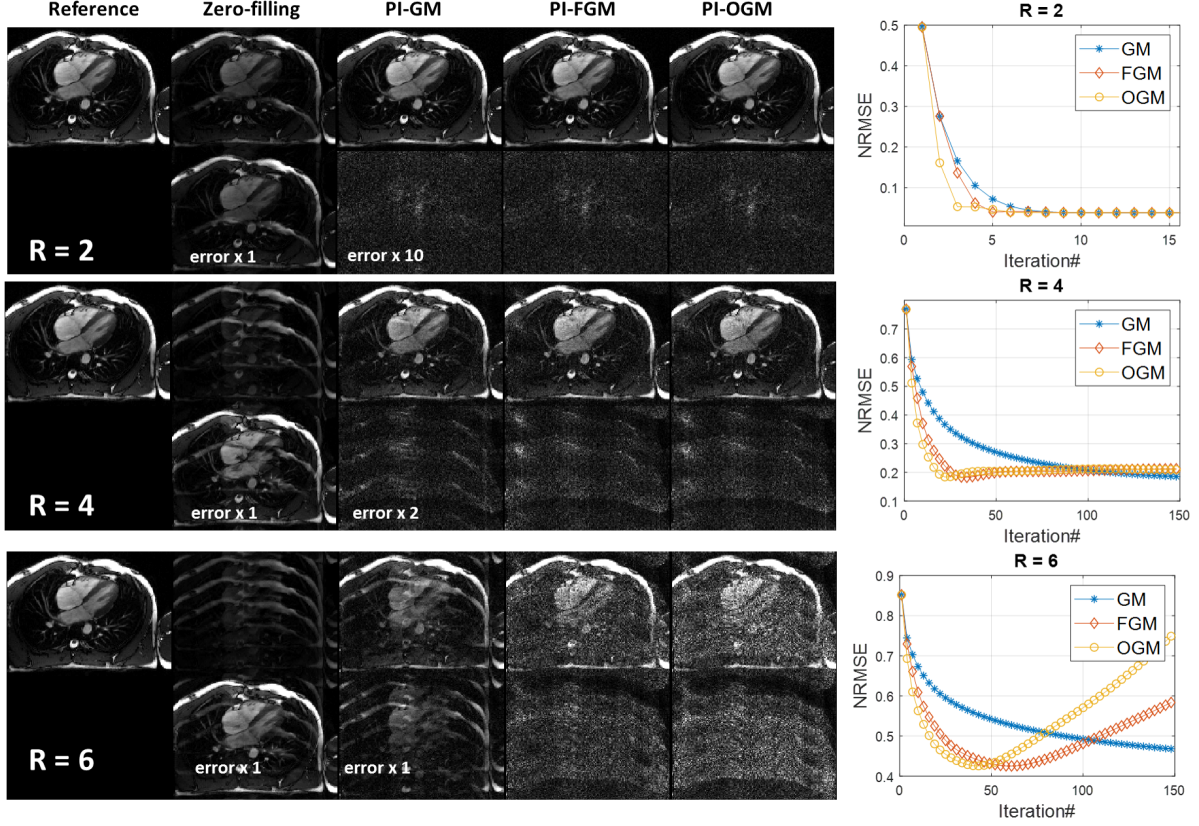 Reference Zero-filling PI-GM PI-FGM PI-OGM
R = 2
error x 1
error x 10
R = 4
error x 1
error x 2
R = 6
error x 1
error x 1
R = 2
0.5
0.4
0.3
0.2
0.1
NRMSE
GM
FGM
OGM
0 5 10 15
Iteration#
R = 4
0.7
0.6
0.5
0.4
0.3
0.2
0.1
NRMSE
GM
FGM
OGM
0 50 100 150
Iteration#
R = 6
0.9
0.8
0.7
0.6
0.5
0.4
NRMSE
GM
FGM
OGM
0 50 100 150
Iteration#